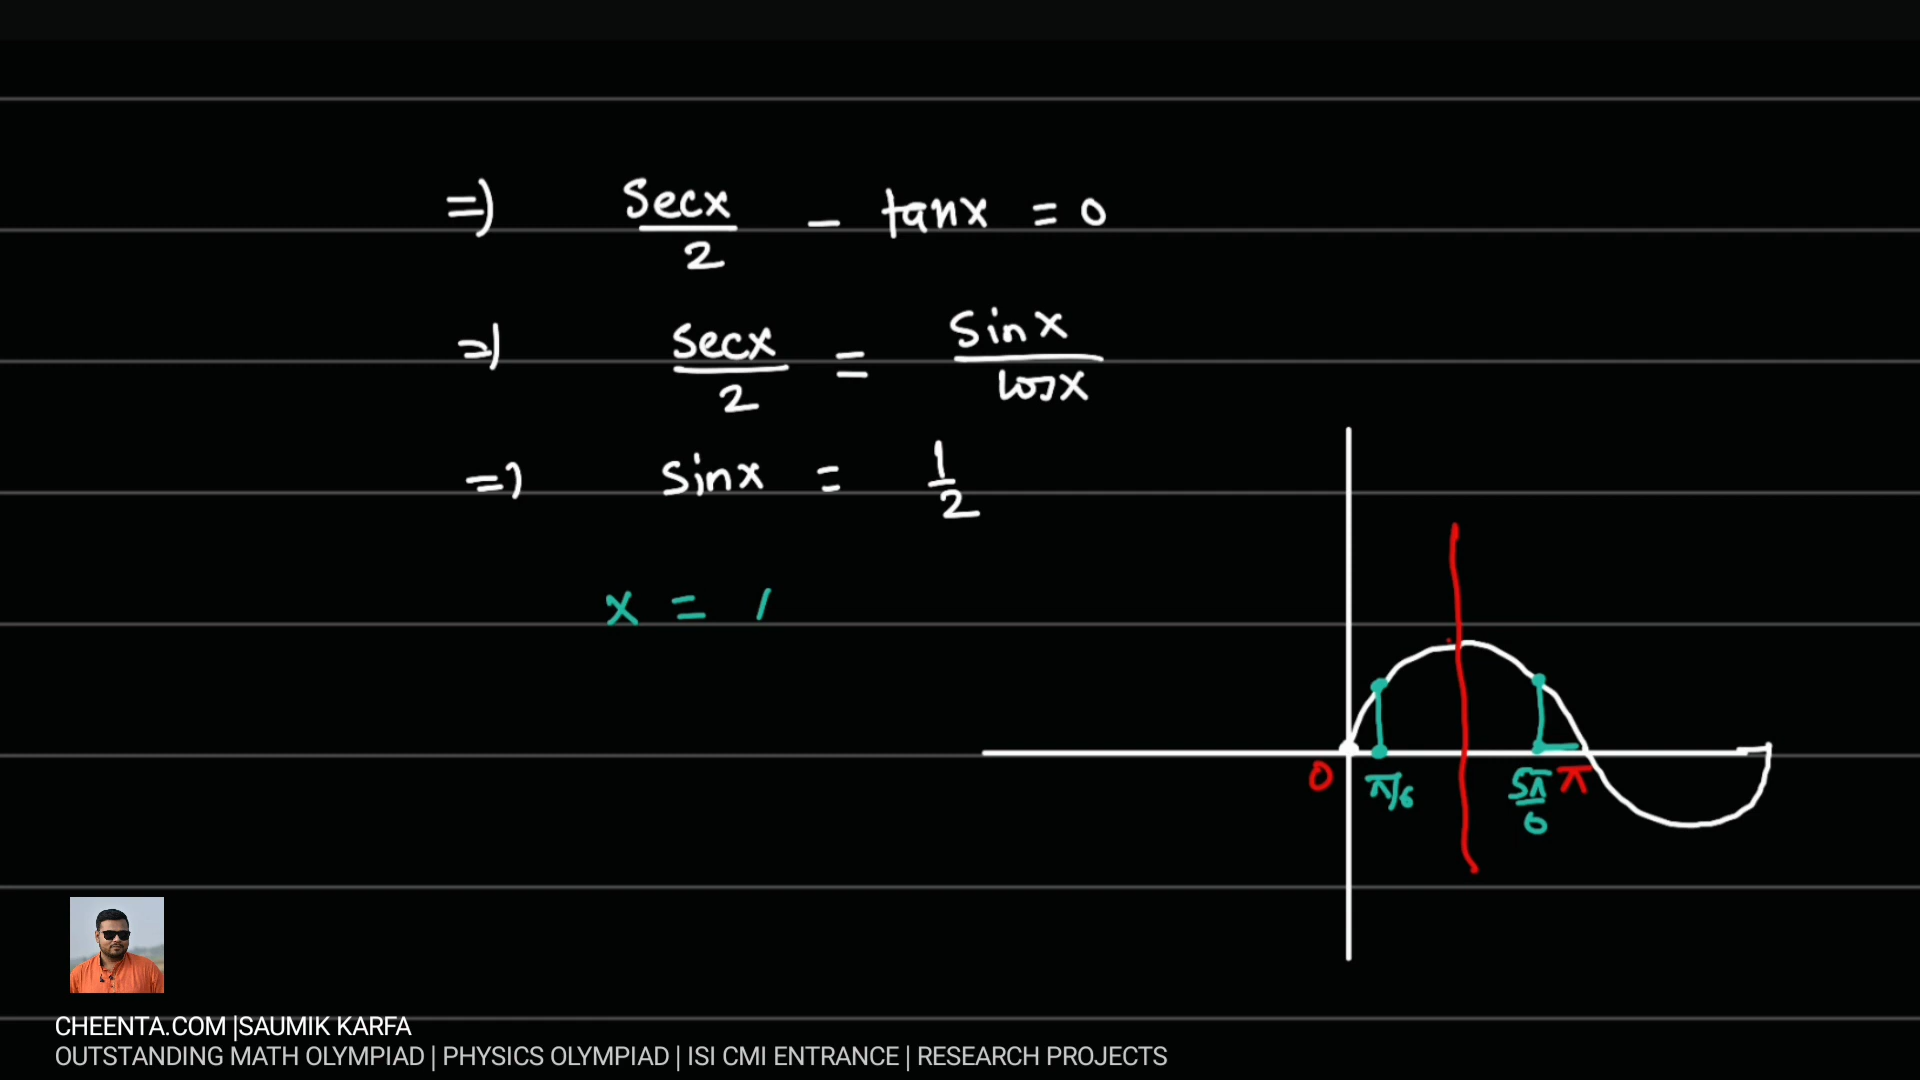 => secx/2 - tanx = 0
=> secx/2 = sinx/cosx
=> sinx = 1/2
x =
0 π/6 5π/6 π
CHEENTA.COM |SAUMIK KARFA
OUTSTANDING MATH OLYMPIAD | PHYSICS OLYMPIAD | ISI CMI ENTRANCE | RESEARCH PROJECTS